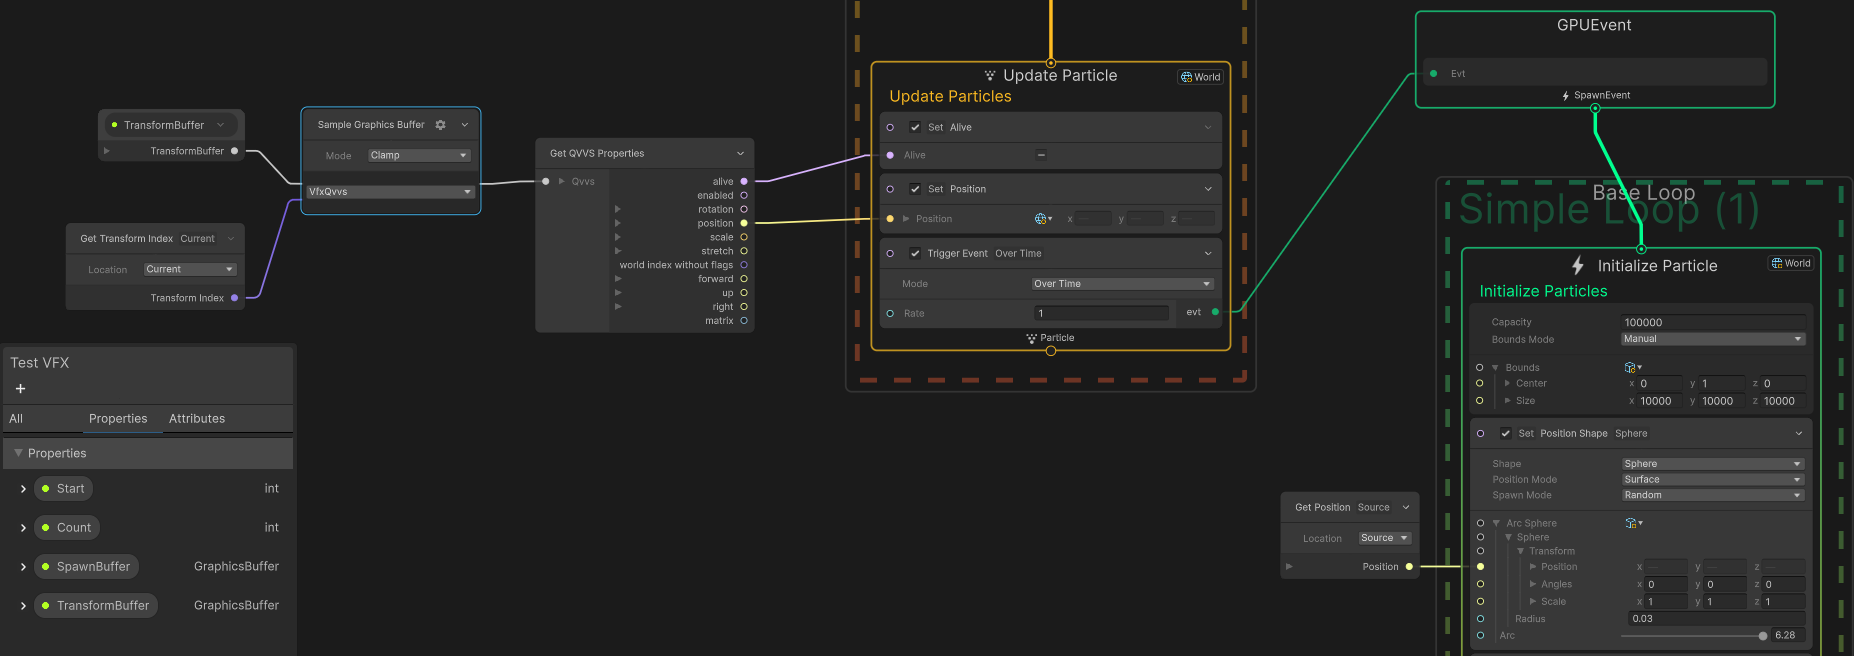 TransformBuffer
TransformBuffer
Get Transform Index Current
Location Current
Transform Index
Sample Graphics Buffer
Mode Clamp
VfxQvvs
Get QVVS Properties
Qvvs
alive
enabled
rotation
position
scale
stretch
world index without flags
forward
up
right
matrix
Update Particle World
Update Particles
Set Alive
Alive
Set Position
Position x y z
Trigger Event Over Time
Mode Over Time
Rate 1 evt
Particle
GPUEvent
Evt
SpawnEvent
Base Loop
Simple Loop (1)
Initialize Particle World
Initialize Particles
Capacity 100000
Bounds Mode Manual
Bounds
Center x 0 y 1 z 0
Size x 10000 y 10000 z 10000
Set Position Shape Sphere
Shape Sphere
Position Mode Surface
Spawn Mode Random
Arc Sphere
Sphere
Transform
Position x y z
Angles x 0 y 0 z 0
Scale x 1 y 1 z 1
Radius 0.03
Arc 6.28
Get Position Source
Location Source
Position
Test VFX
+
All Properties Attributes
Properties
Start int
Count int
SpawnBuffer GraphicsBuffer
TransformBuffer GraphicsBuffer